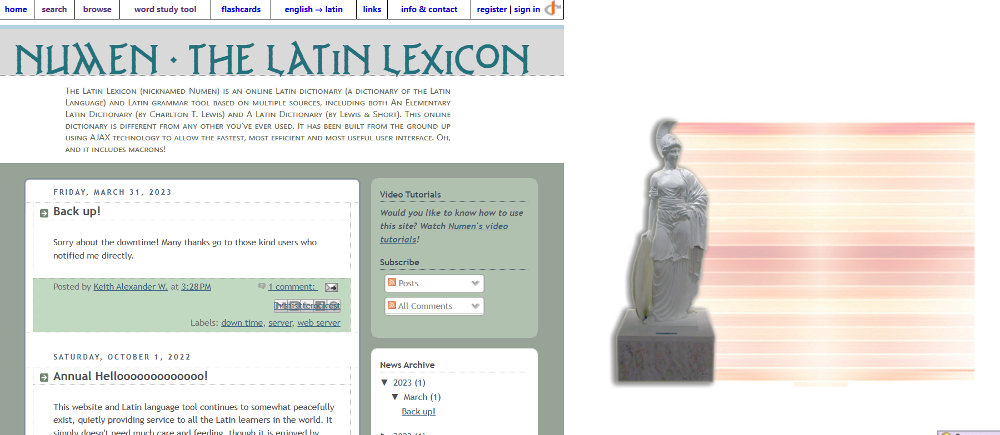 home search browse word study tool flashcards english ⇒ latin links info & contact register | sign in
NUMEN · THE LATIN LEXICON
The Latin Lexicon (nicknamed Numen) is an online Latin dictionary (a dictionary of the Latin
Language) and Latin grammar tool based on multiple sources, including both An Elementary
Latin Dictionary (by Charlton T. Lewis) and A Latin Dictionary (by Lewis & Short). This online
dictionary is different from any other you've ever used. It has been built from the ground up
using AJAX technology to allow the fastest, most efficient and most useful user interface. Oh,
and it includes macrons!
FRIDAY, MARCH 31, 2023
Back up!
Sorry about the downtime! Many thanks go to those kind users who
notified me directly.
Posted by Keith Alexander W. at 3:28 PM 1 comment:
Labels: down time, server, web server
SATURDAY, OCTOBER 1, 2022
Annual Hellooooooooooooo!
This website and Latin language tool continues to somewhat peacefully
exist, quietly providing service to all the Latin learners in the world. It
simply doesn't need much care and feeding, though it is enjoyed by
Video Tutorials
Would you like to know how to use
this site? Watch Numen's video
tutorials!
Subscribe
Posts
All Comments
News Archive
▼ 2023 (1)
▼ March (1)
Back up!